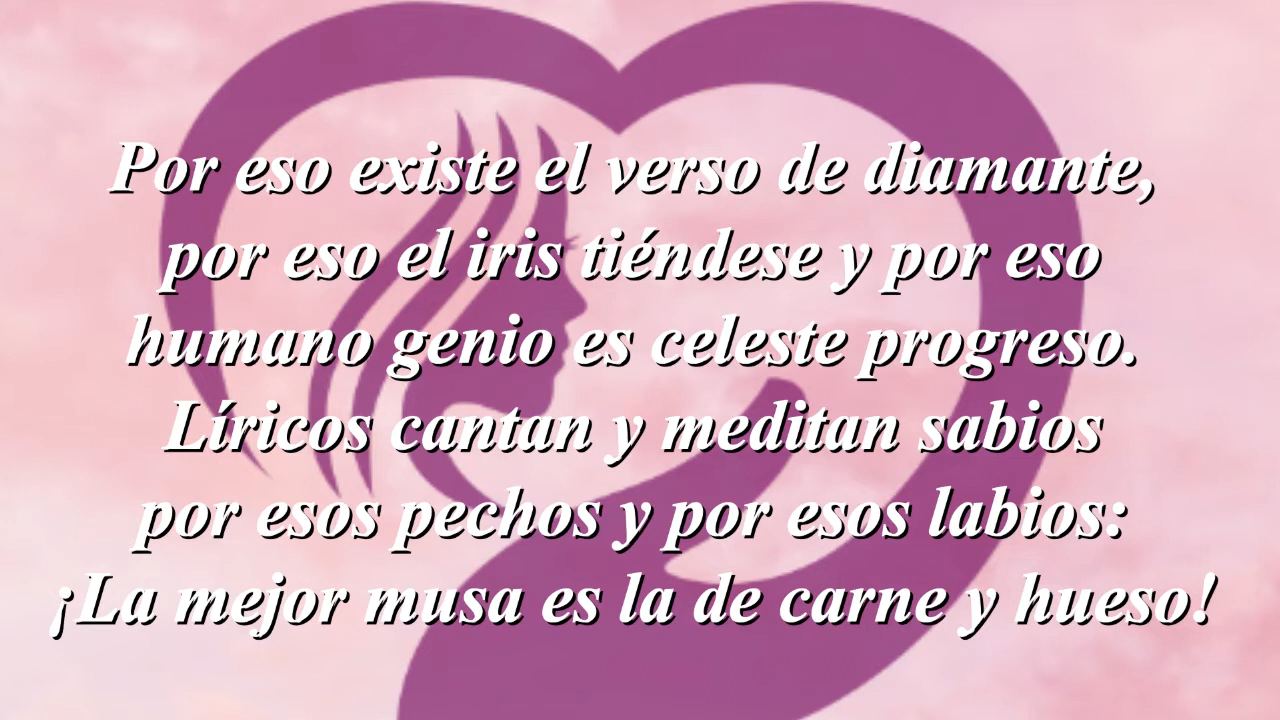 Por eso existe el verso de diamante,
por eso el iris tiéndese y por eso
humano genio es celeste progreso.
Líricos cantan y meditan sabios
por esos pechos y por esos labios:
¡La mejor musa es la de carne y hueso!